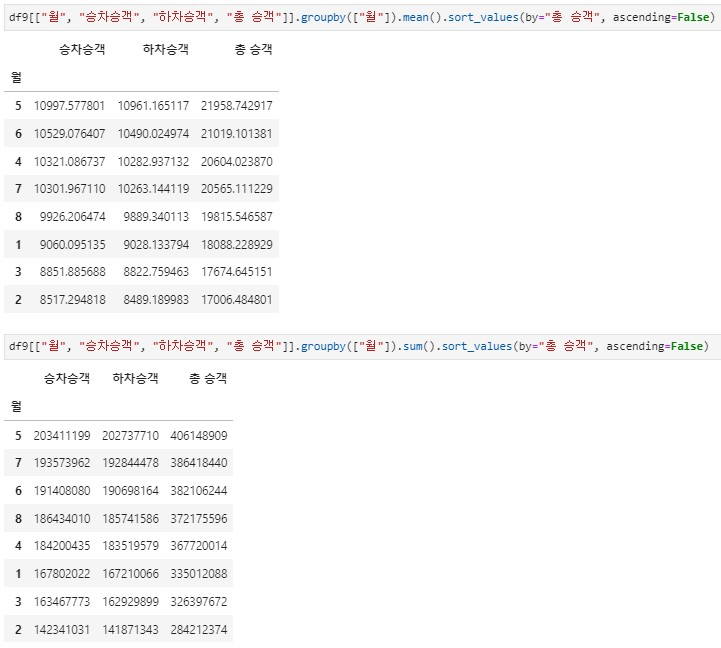 df9[["월", "승차승객", "하차승객", "총 승객"]].groupby(["월"]).mean().sort_values(by="총 승객", ascending=False)
승차승객 하차승객 총 승객
월
5 10997.577801 10961.165117 21958.742917
6 10529.076407 10490.024974 21019.101381
4 10321.086737 10282.937132 20604.023870
7 10301.967110 10263.144119 20565.111229
8 9926.206474 9889.340113 19815.546587
1 9060.095135 9028.133794 18088.228929
3 8851.885688 8822.759463 17674.645151
2 8517.294818 8489.189983 17006.484801
df9[["월", "승차승객", "하차승객", "총 승객"]].groupby(["월"]).sum().sort_values(by="총 승객", ascending=False)
승차승객 하차승객 총 승객
월
5 203411199 202737710 406148909
7 193573962 192844478 386418440
6 191408080 190698164 382106244
8 186434010 185741586 372175596
4 184200435 183519579 367720014
1 167802022 167210066 335012088
3 163467773 162929899 326397672
2 142341031 141871343 284212374